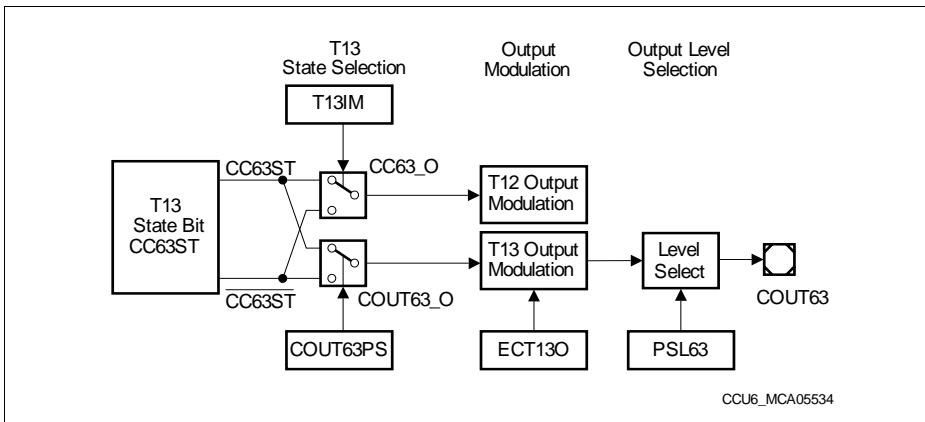 T13
State Selection
Output
Modulation
Output Level
Selection
T13IM
CC63ST
CC63_O
T13
State Bit
CC63ST
T12 Output
Modulation
T13 Output
Modulation
Level
Select
CC63ST
COUT63_O
COUT63
COUT63PS
ECT13O
PSL63
CCU6_MCA05534